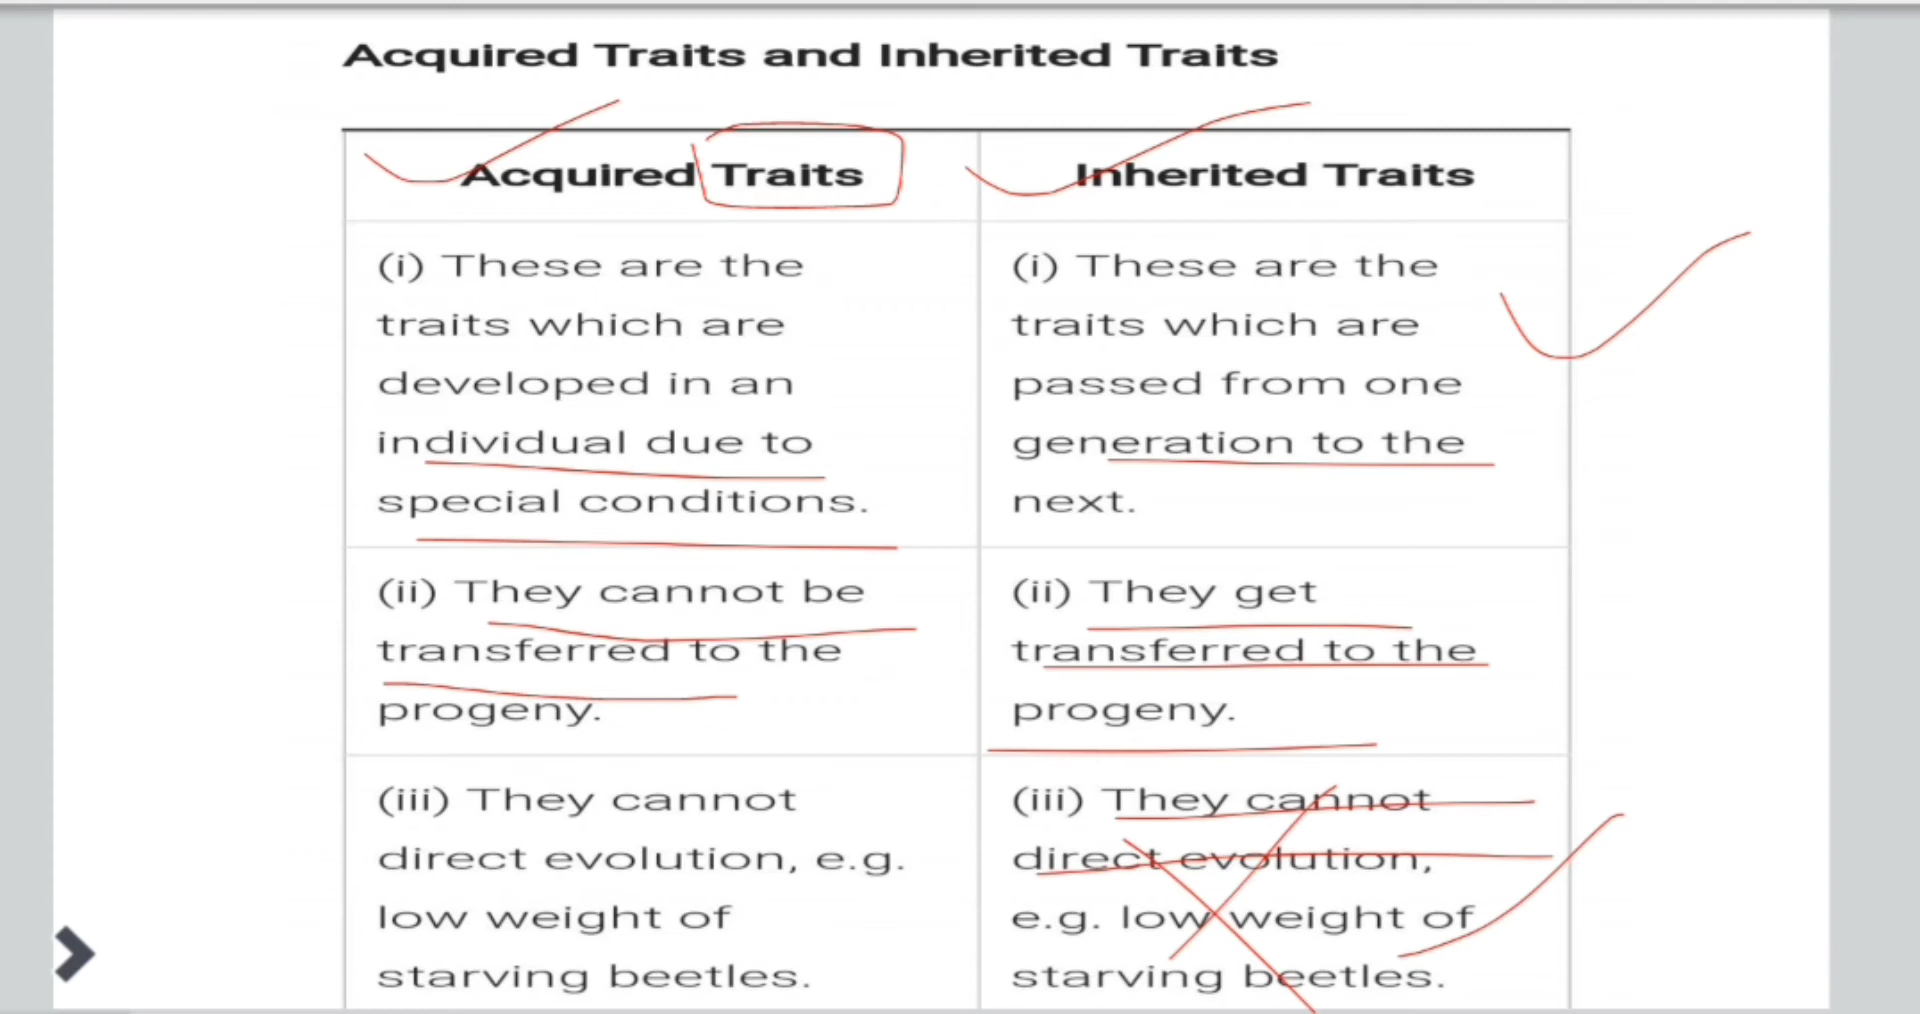 Acquired Traits and Inherited Traits
Acquired Traits
Inherited Traits
(i) These are the
traits which are
developed in an
individual due to
special conditions.
(i) These are the
traits which are
passed from one
generation to the
next.
(ii) They cannot be
transferred to the
progeny.
(ii) They get
transferred to the
progeny.
(iii) They cannot
direct evolution, e.g.
low weight of
starving beetles.
(iii) They cannot
direct evolution,
e.g. low weight of
starving beetles.